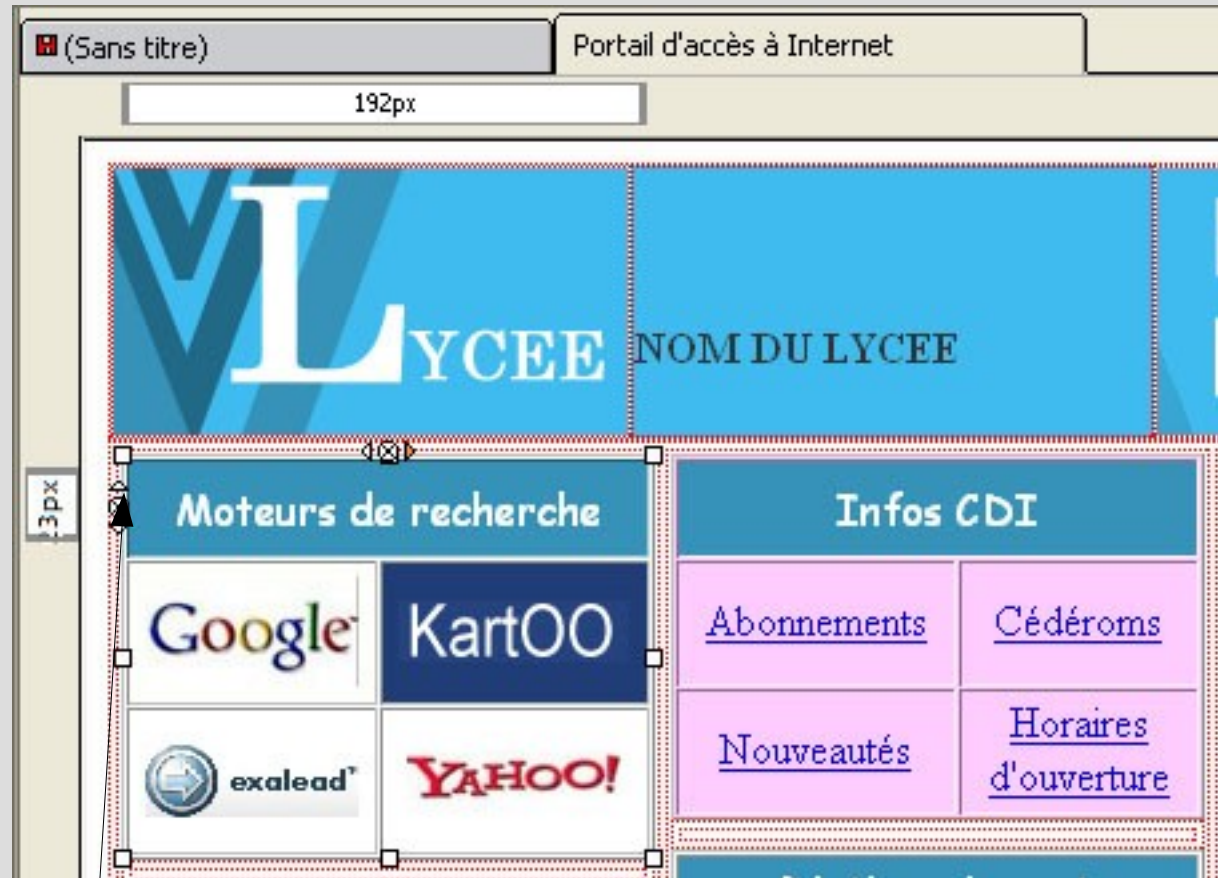 (Sans titre)
Portail d'accès à Internet
192px
LYCEE
NOM DU LYCEE
3px
Moteurs de recherche
Google
KartOO
exalead
YAHOO!
Infos CDI
Abonnements
Cédéroms
Nouveautés
Horaires
d'ouverture